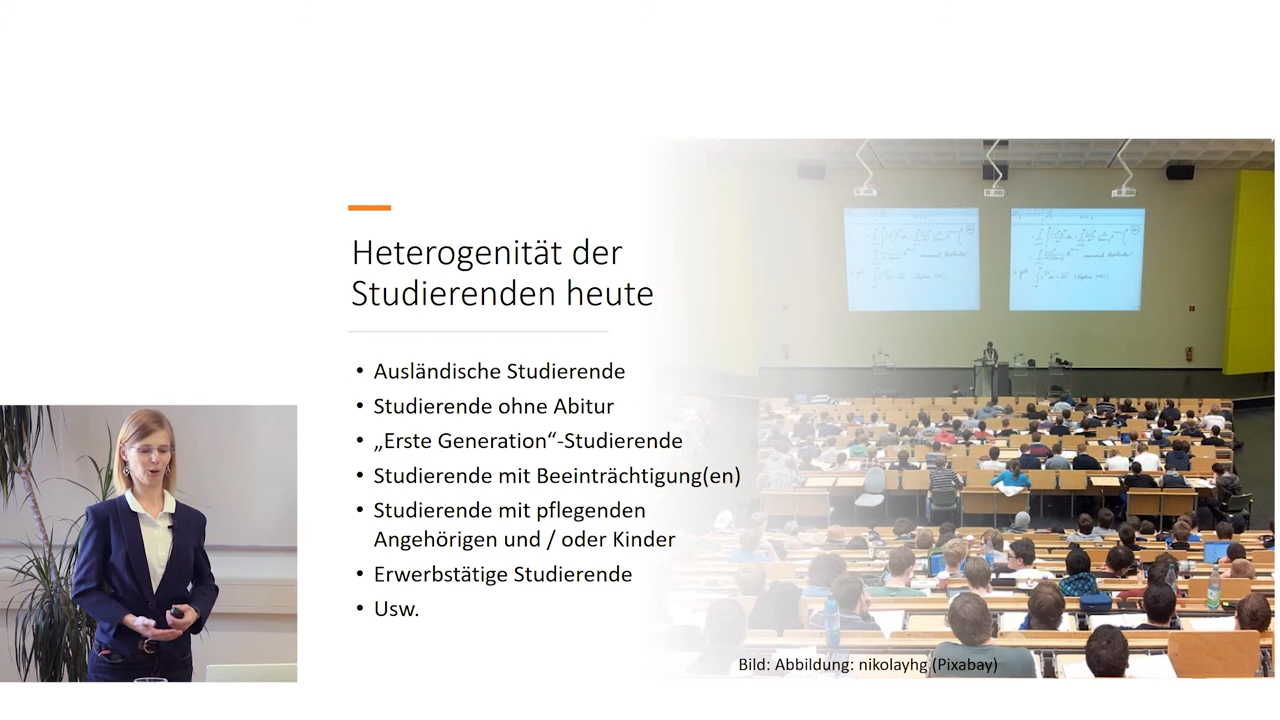 Heterogenität der
Studierenden heute
• Ausländische Studierende
• Studierende ohne Abitur
• „Erste Generation“-Studierende
• Studierende mit Beeinträchtigung(en)
• Studierende mit pflegenden
Angehörigen und / oder Kinder
• Erwerbstätige Studierende
• Usw.
Bild: Abbildung: nikolayhg (Pixabay)